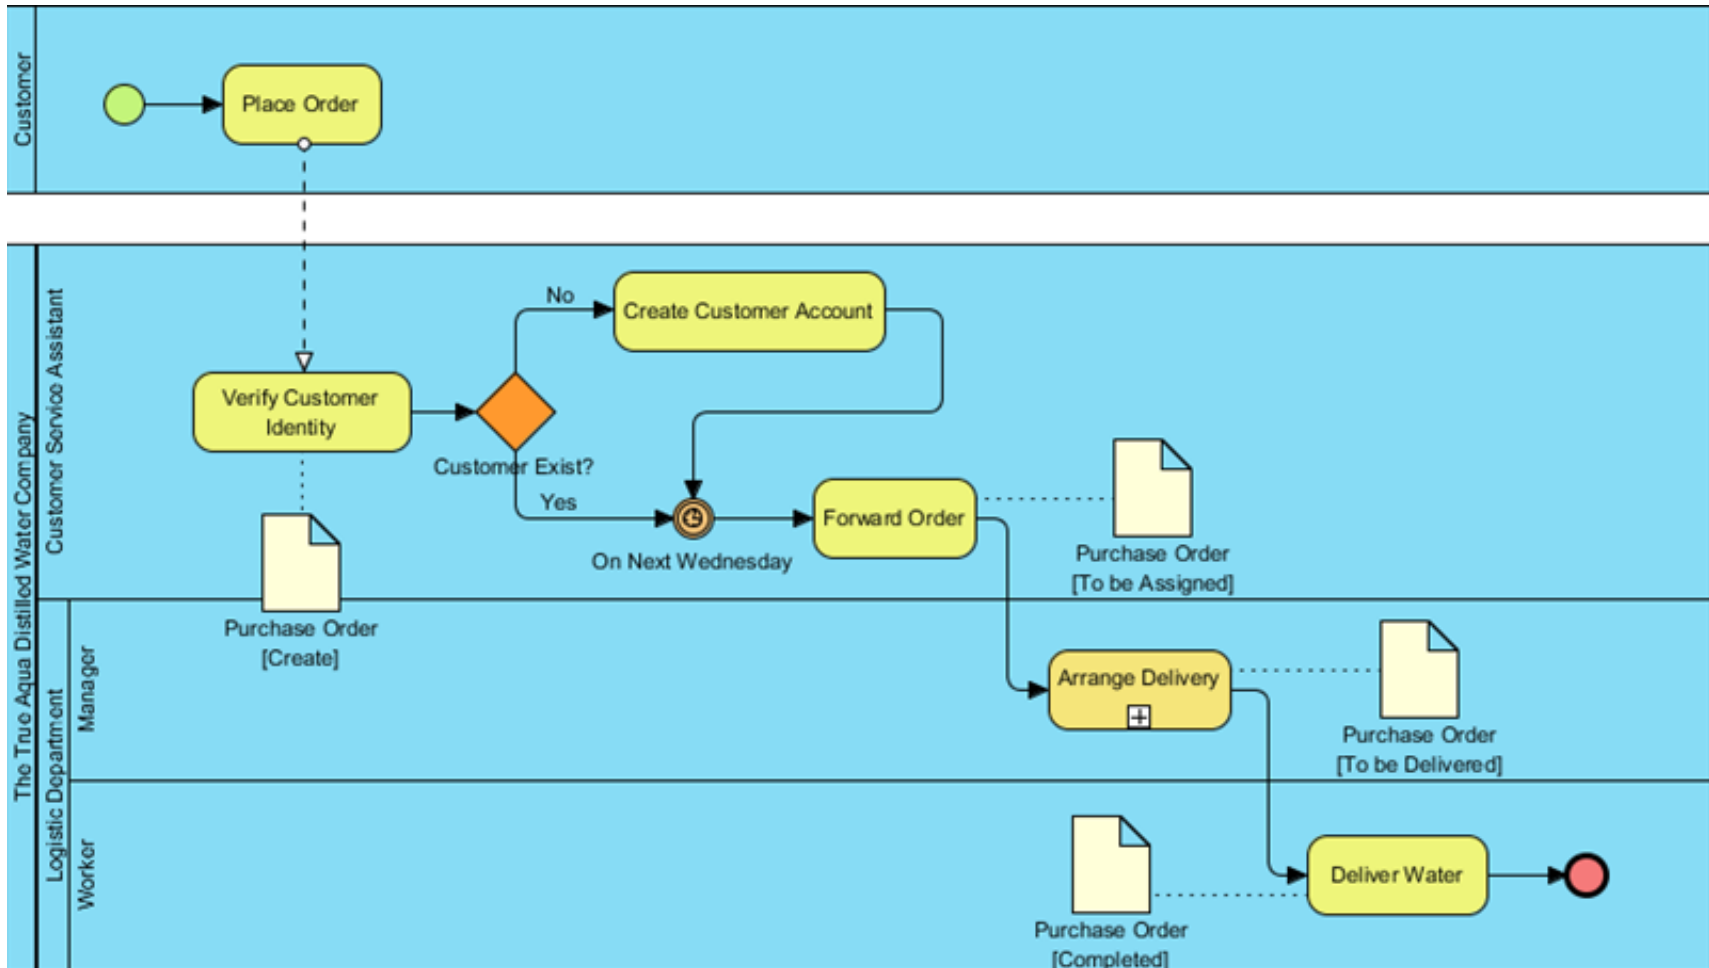 Customer
Place Order
The True Aqua Distilled Water Company
Customer Service Assistant
No
Create Customer Account
Verify Customer
Identity
Customer Exist?
Yes
On Next Wednesday
Forward Order
Purchase Order
[To be Assigned]
Purchase Order
[Create]
Logistic Department
Manager
Arrange Delivery
Purchase Order
[To be Delivered]
Worker
Deliver Water
Purchase Order
[Completed]